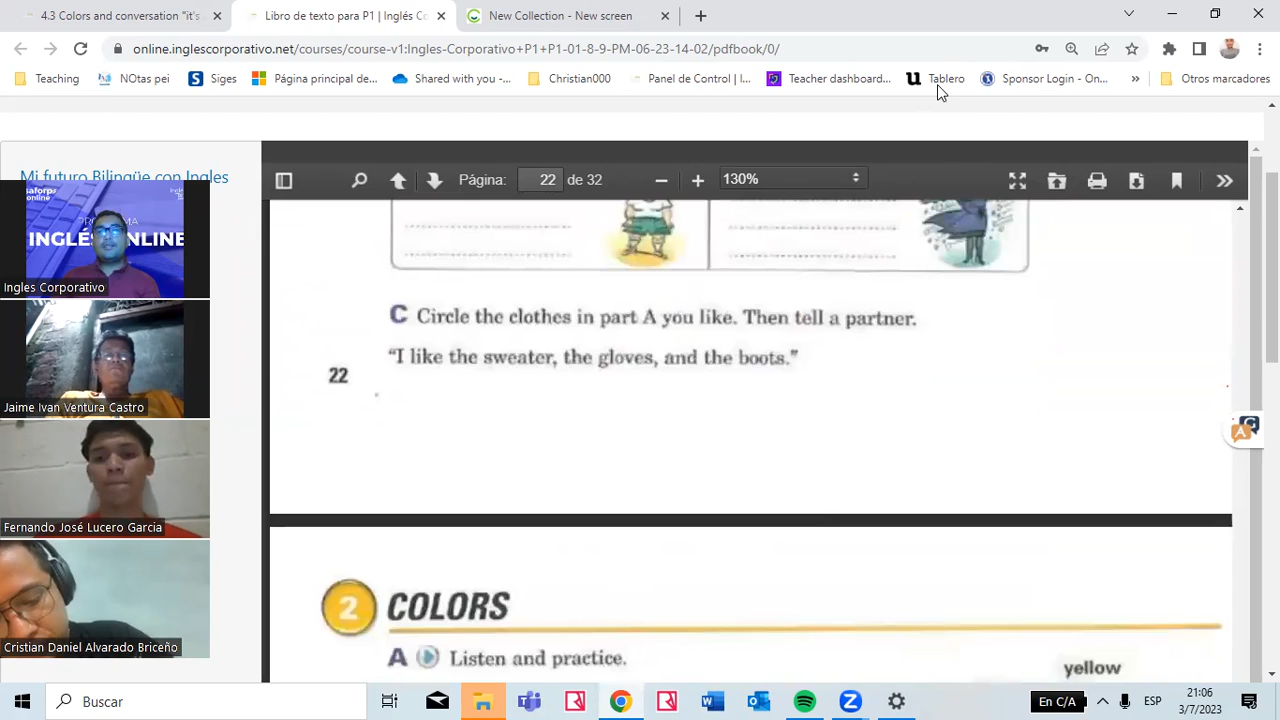 4.3 Colors and conversation "it's
Libro de texto para P1 | Inglés Co
New Collection - New screen
online.inglescorporativo.net/courses/course-v1:Ingles-Corporativo+P1+P1-01-8-9-PM-06-23-14-02/pdfbook/0/
Teaching
NOtas pei
Siges
Página principal de...
Shared with you -...
Christian000
Panel de Control | I...
Teacher dashboard...
Tablero
Sponsor Login - On...
Otros marcadores
Mi futuro Bilingüe con Ingles
Página:
22
de 32
130%
saforp
online
INGLÉS ONLINE
Ingles Corporativo
Jaime Ivan Ventura Castro
Fernando José Lucero Garcia
Cristian Daniel Alvarado Briceño
C Circle the clothes in part A you like. Then tell a partner.
"I like the sweater, the gloves, and the boots."
22
2 COLORS
A Listen and practice.
yellow
Buscar
En C/A
ESP
21:06
3/7/2023